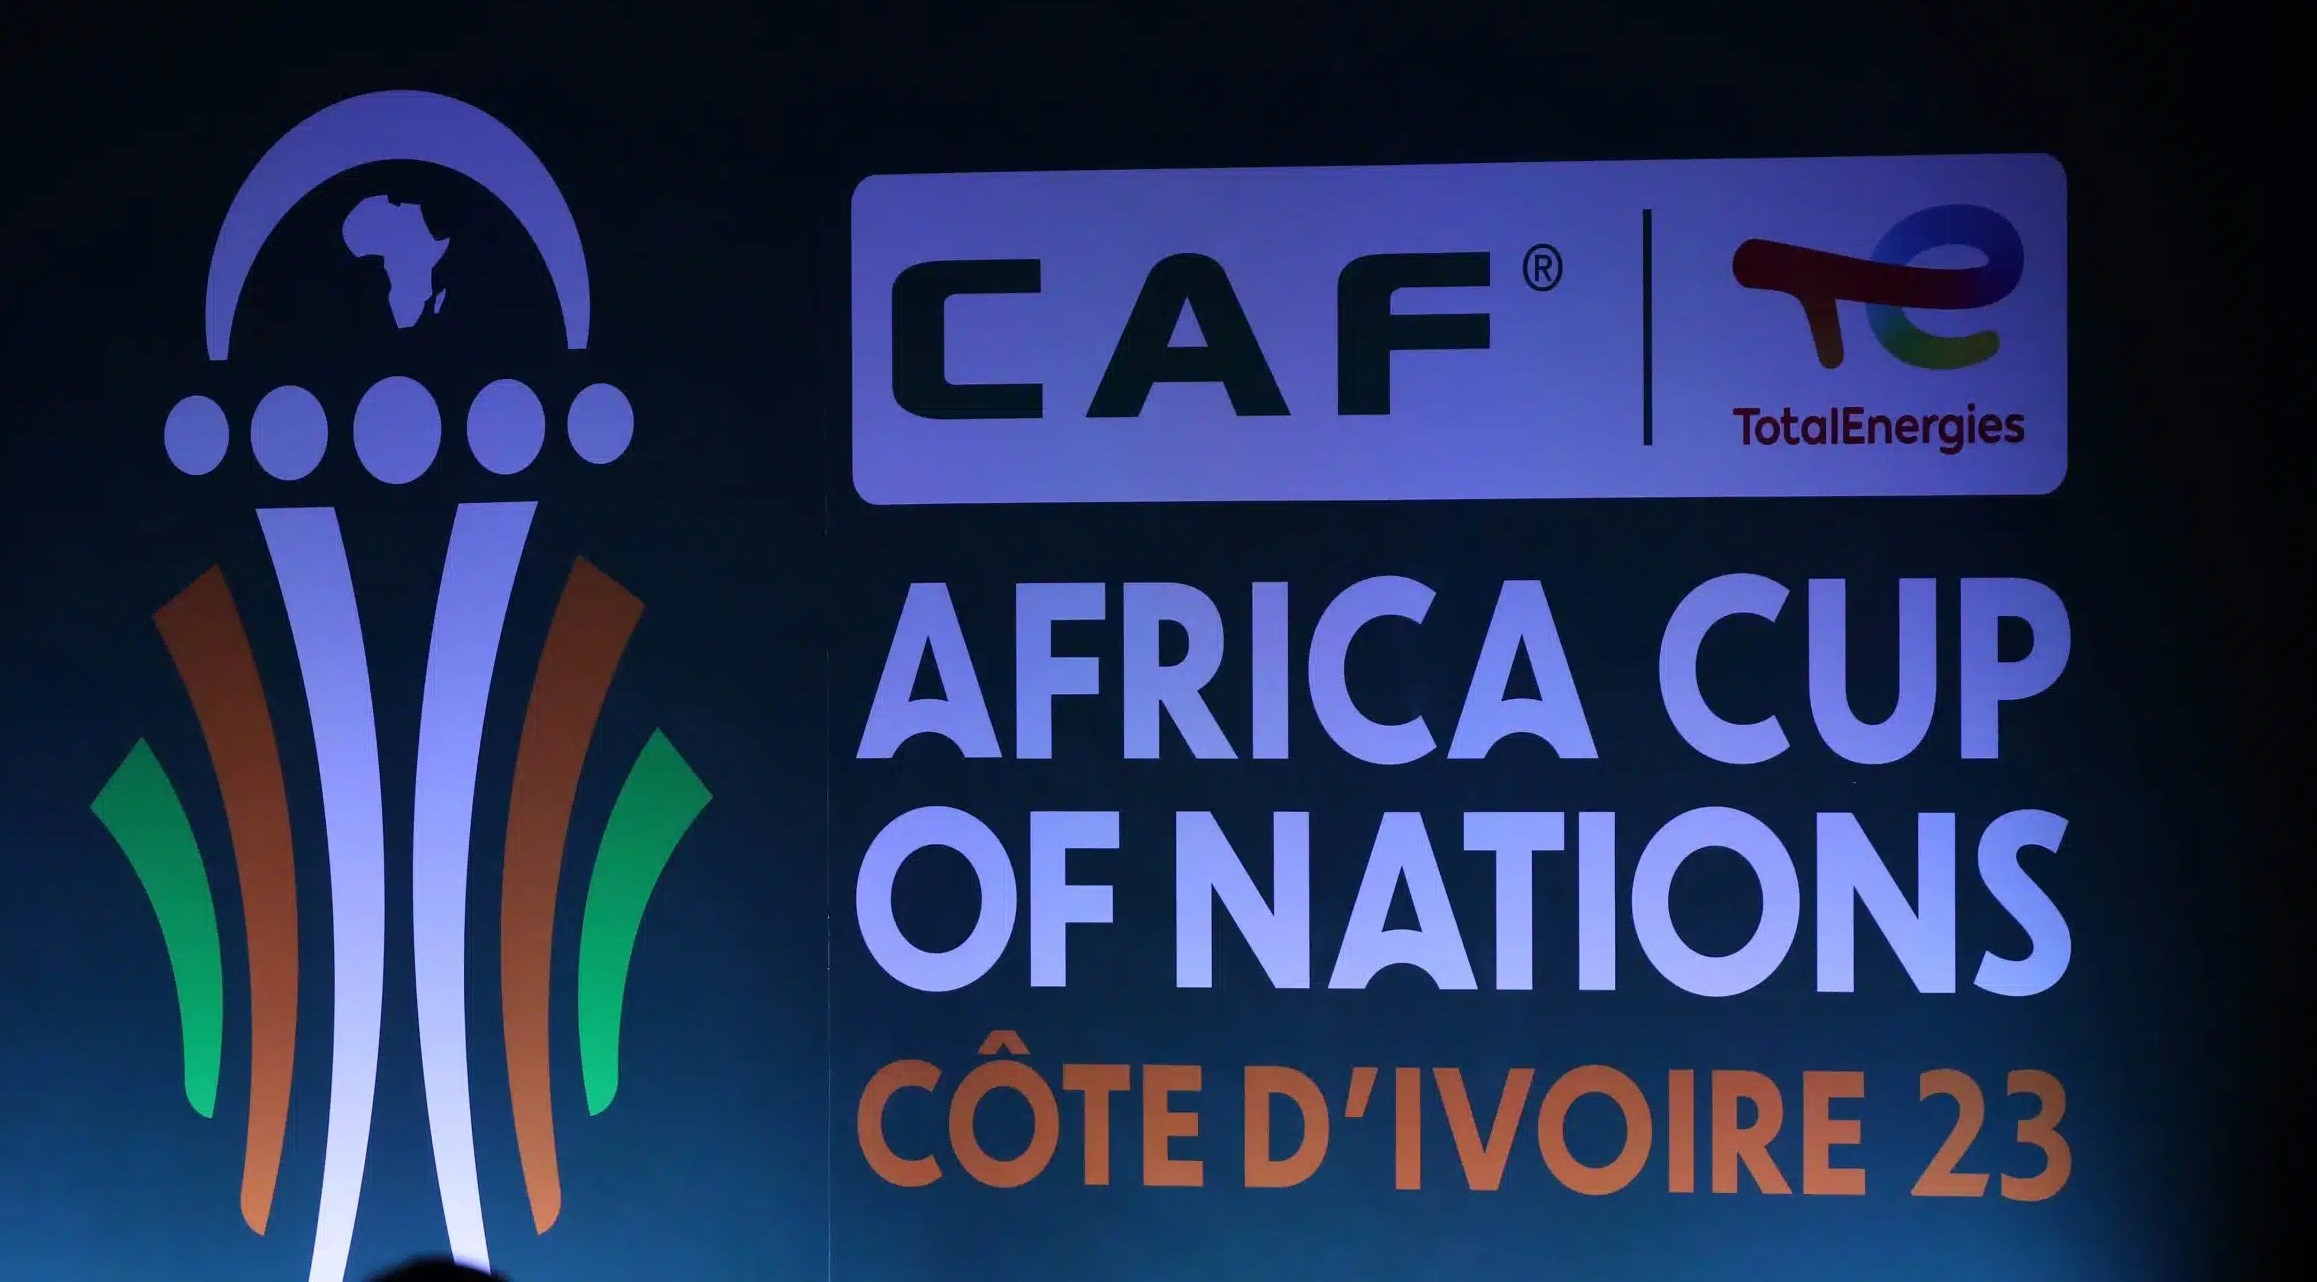 CAF®
TotalEnergies
AFRICA CUP
OF NATIONS
CÔTE D'IVOIRE 23